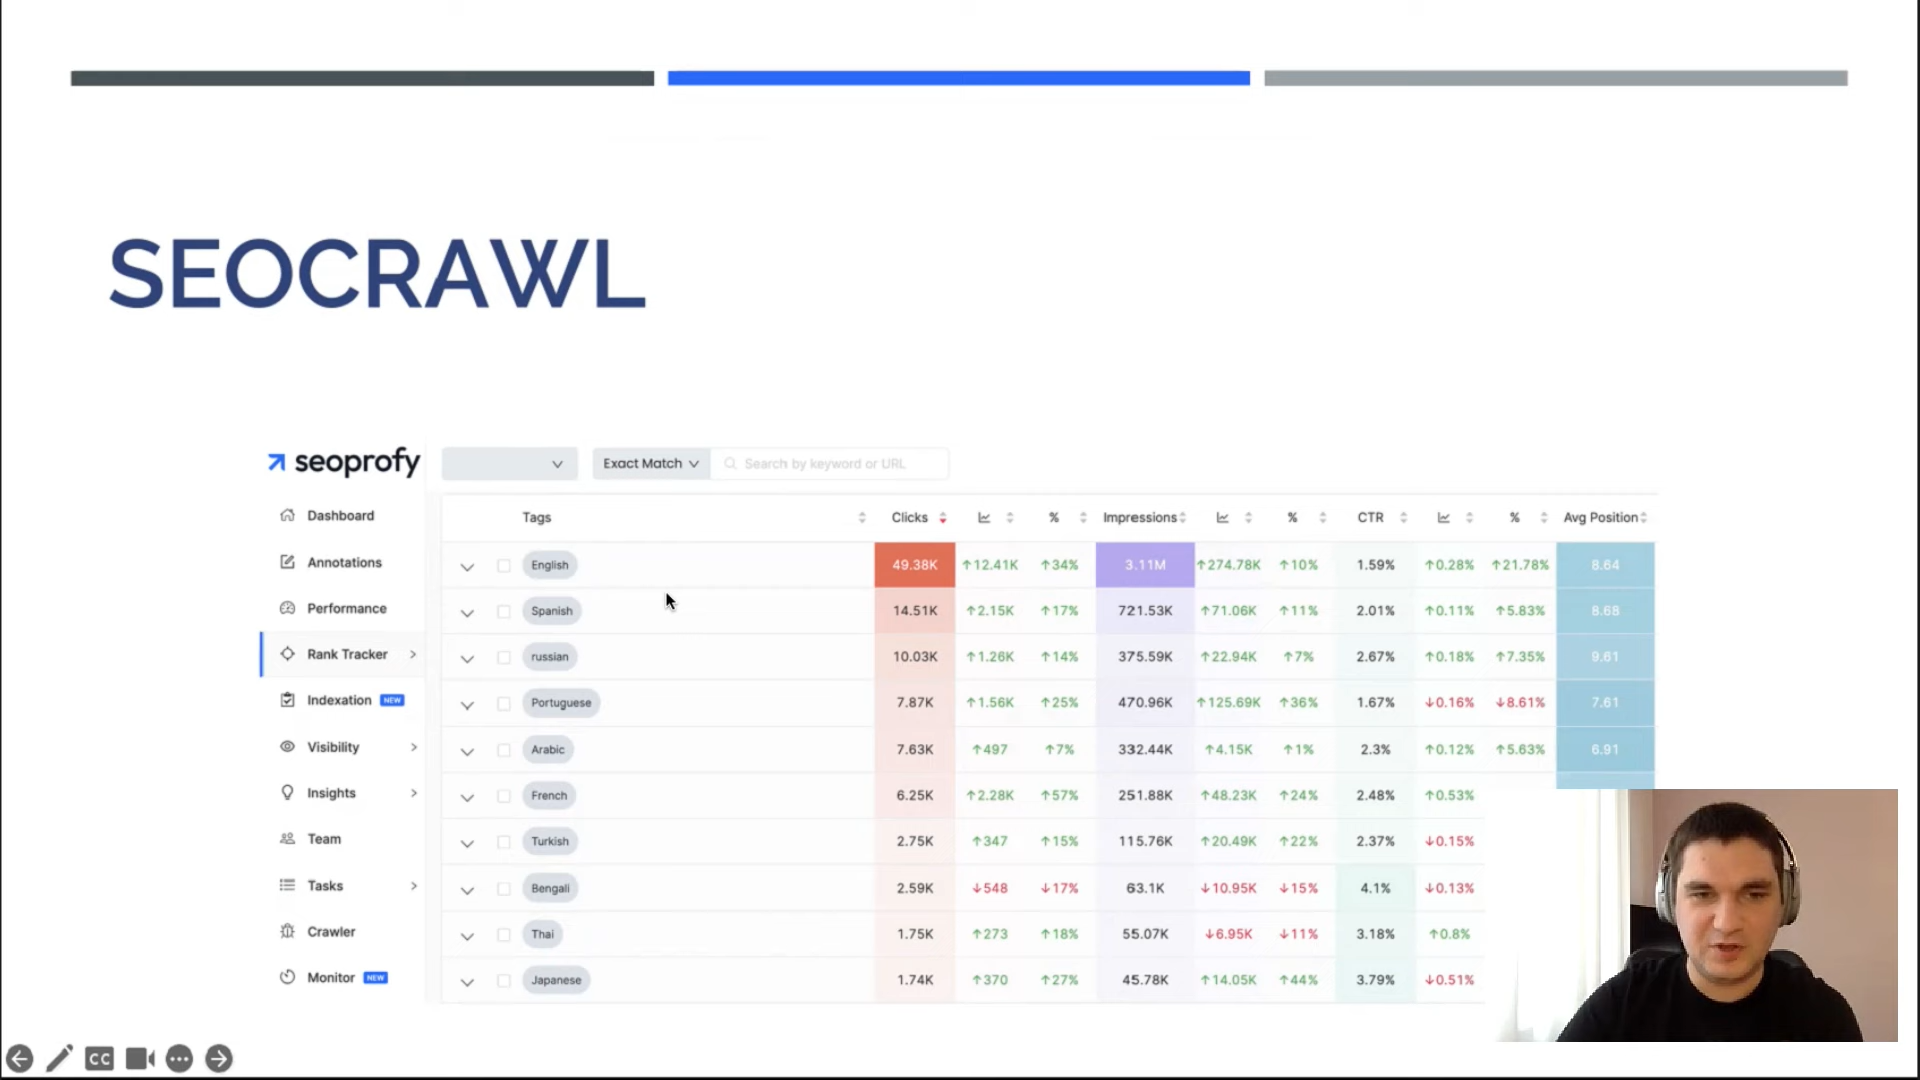 SEOCRAWL
seoprofy
Exact Match Search by keyword or URL
Dashboard
Annotations
Performance
Rank Tracker
Indexation NEW
Visibility
Insights
Team
Tasks
Crawler
Monitor NEW
Tags Clicks % Impressions % CTR % Avg Position
English 49.38K ↑12.41K ↑34% 3.11M ↑274.78K ↑10% 1.59% ↑0.28% ↑21.78% 8.64
Spanish 14.51K ↑2.15K ↑17% 721.53K ↑71.06K ↑11% 2.01% ↑0.11% ↑5.83% 8.68
russian 10.03K ↑1.26K ↑14% 375.59K ↑22.94K ↑7% 2.67% ↑0.18% ↑7.35% 9.61
Portuguese 7.87K ↑1.56K ↑25% 470.96K ↑125.69K ↑36% 1.67% ↓0.16% ↓8.61% 7.61
Arabic 7.63K ↑497 ↑7% 332.44K ↑4.15K ↑1% 2.3% ↑0.12% ↑5.63% 6.91
French 6.25K ↑2.28K ↑57% 251.88K ↑48.23K ↑24% 2.48% ↑0.53%
Turkish 2.75K ↑347 ↑15% 115.76K ↑20.49K ↑22% 2.37% ↓0.15%
Bengali 2.59K ↓548 ↓17% 63.1K ↓10.95K ↓15% 4.1% ↓0.13%
Thai 1.75K ↑273 ↑18% 55.07K ↓6.95K ↓11% 3.18% ↑0.8%
Japanese 1.74K ↑370 ↑27% 45.78K ↑14.05K ↑44% 3.79% ↓0.51%
CC